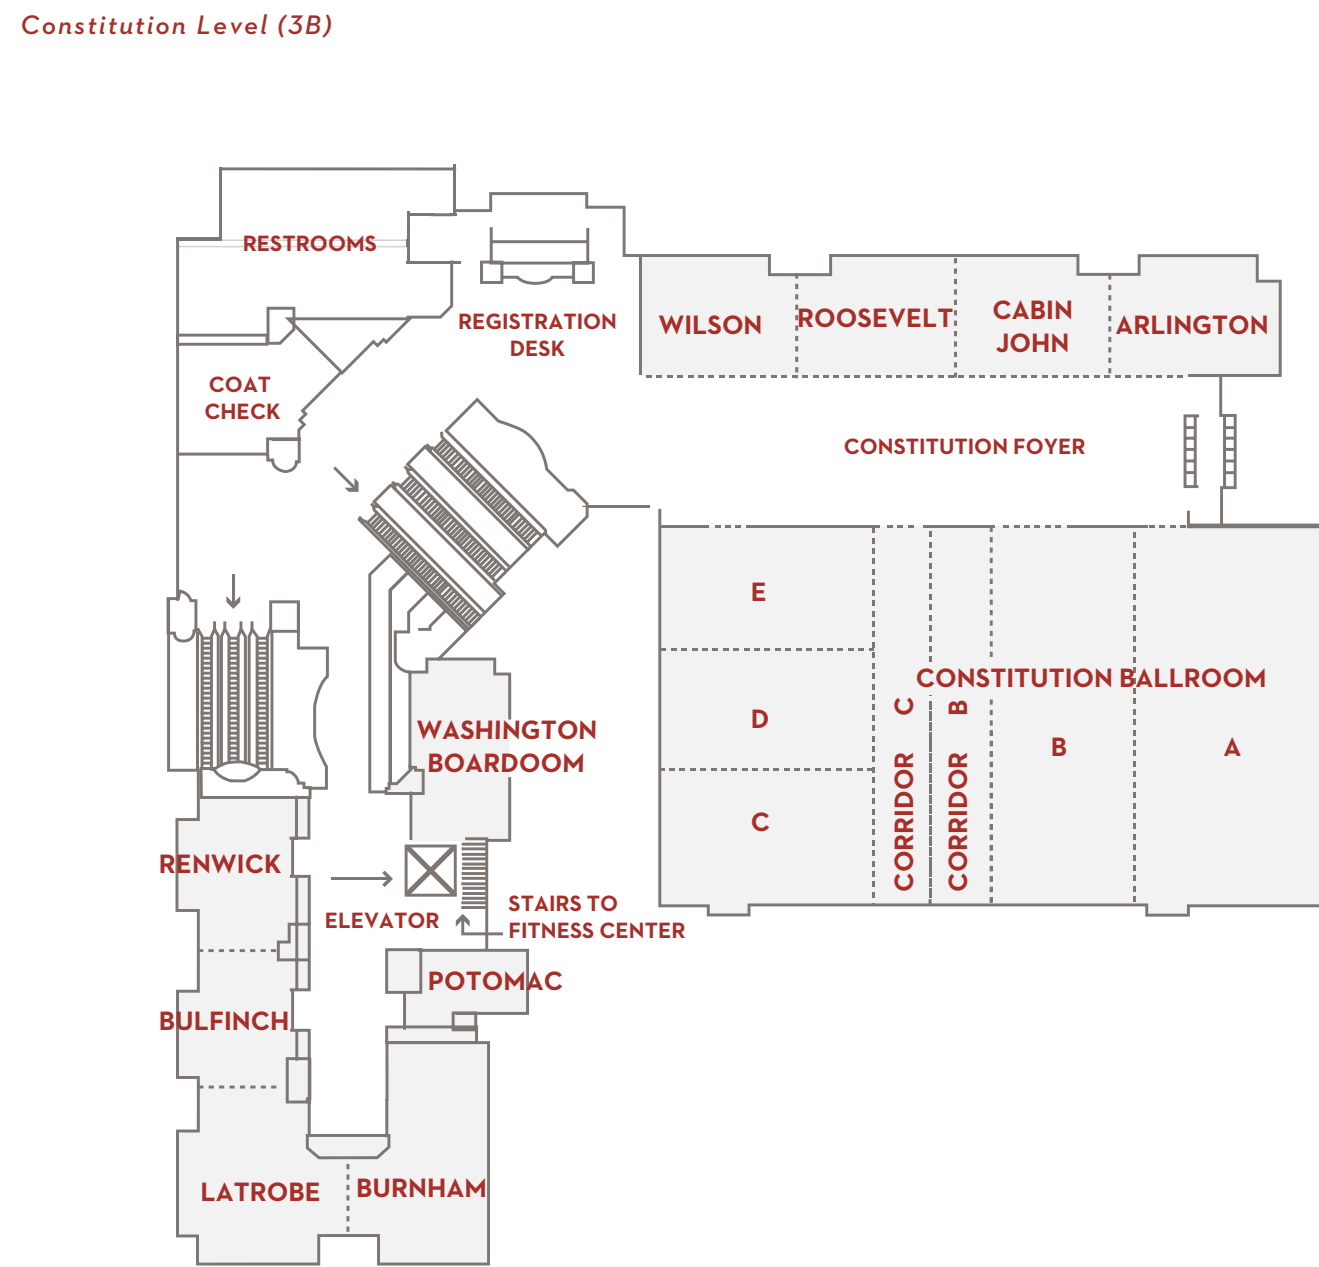 Constitution Level (3B)
RESTROOMS
REGISTRATION
DESK
WILSON
ROOSEVELT
CABIN
JOHN
ARLINGTON
COAT
CHECK
CONSTITUTION FOYER
E
D
C
CORRIDOR C
CORRIDOR B
CONSTITUTION BALLROOM
B
A
WASHINGTON
BOARDOOM
RENWICK
ELEVATOR
STAIRS TO
FITNESS CENTER
POTOMAC
BULFINCH
LATROBE
BURNHAM